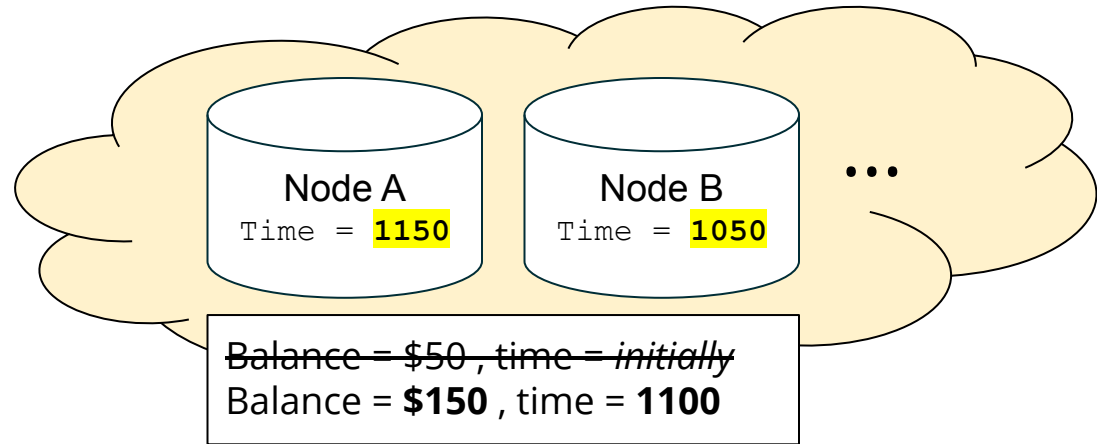 Node A
Time = 1150
Node B
Time = 1050
...
Balance = $50 , time = initially
Balance = $150 , time = 1100